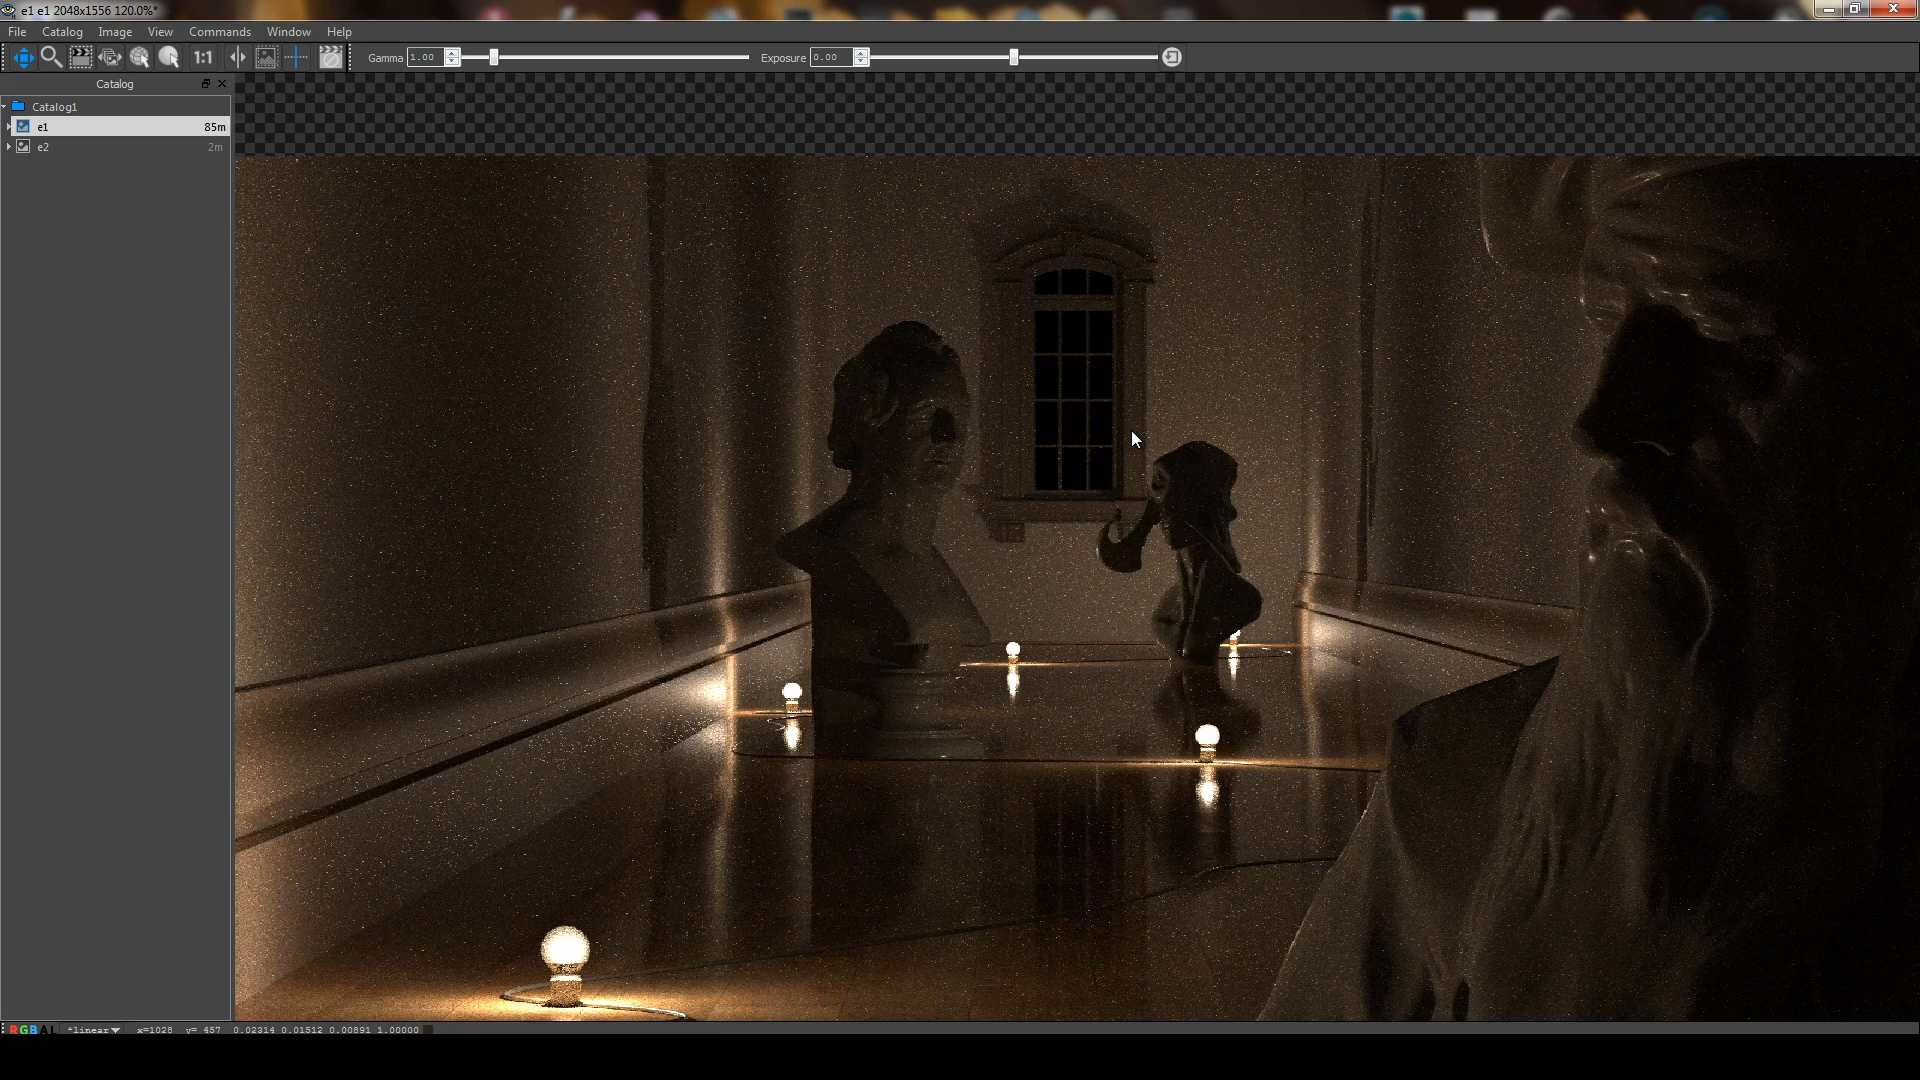 e1 e1 2048x1556 120.0%*
File Catalog Image View Commands Window Help
1:1 Gamma 1.00 Exposure 0.00
Catalog
Catalog1
e1 85m
e2 2m
RGBAL *linear x=1028 y= 457 0.02314 0.01512 0.00891 1.00000